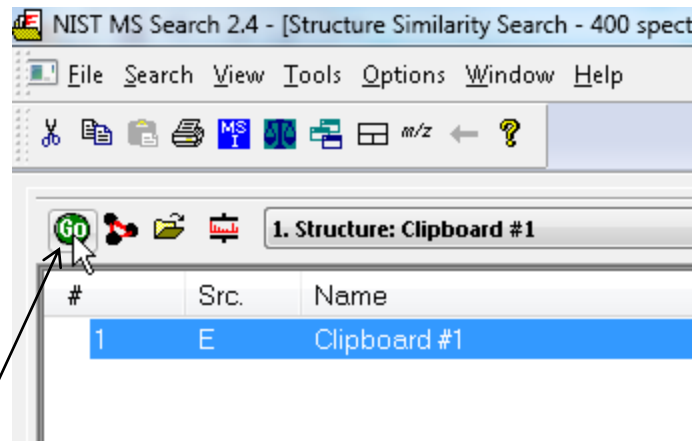 NIST MS Search 2.4 - [Structure Similarity Search - 400 spect
File Search View Tools Options Window Help
MS I m/z ?
Go 1. Structure: Clipboard #1
# Src. Name
1 E Clipboard #1